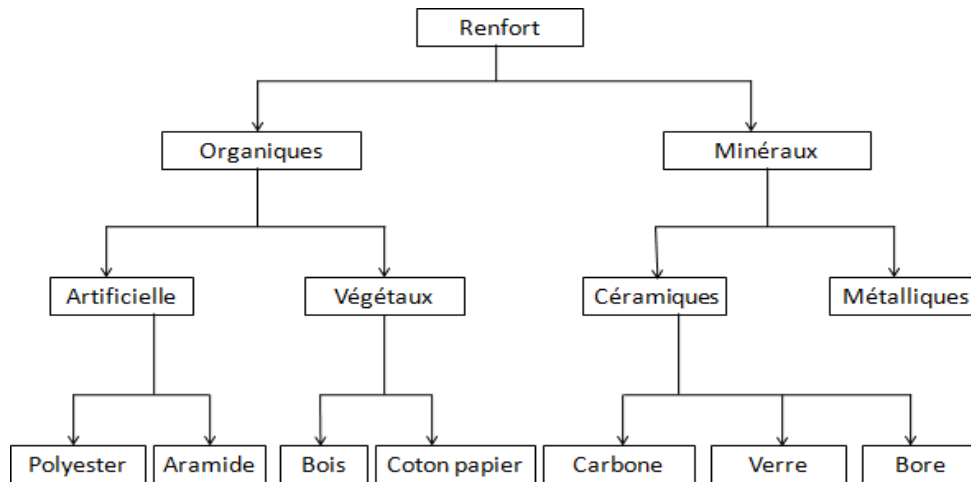 Renfort
Organiques
Minéraux
Artificielle
Végétaux
Céramiques
Métalliques
Polyester
Aramide
Bois
Coton papier
Carbone
Verre
Bore